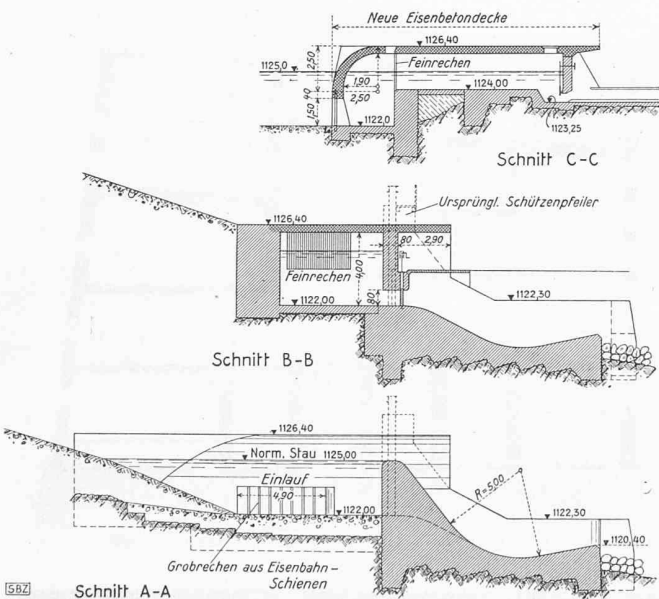 Neue Eisenbetondecke
1126,40
1125,0
Feinrechen
2,50
40
1,50
1,90
2,50
1124,00
1122,0
1123,25
Schnitt C-C
Ursprüngl. Schützenpfeiler
1126,40
80 2,90
Feinrechen
4,00
1122,00
80
1122,30
Schnitt B-B
1126,40
Norm. Stau 1125,00
Einlauf
4,90
1122,00
R=5,00
1122,30
1120,40
Grobrechen aus Eisenbahn-
Schienen
SBZ
Schnitt A-A